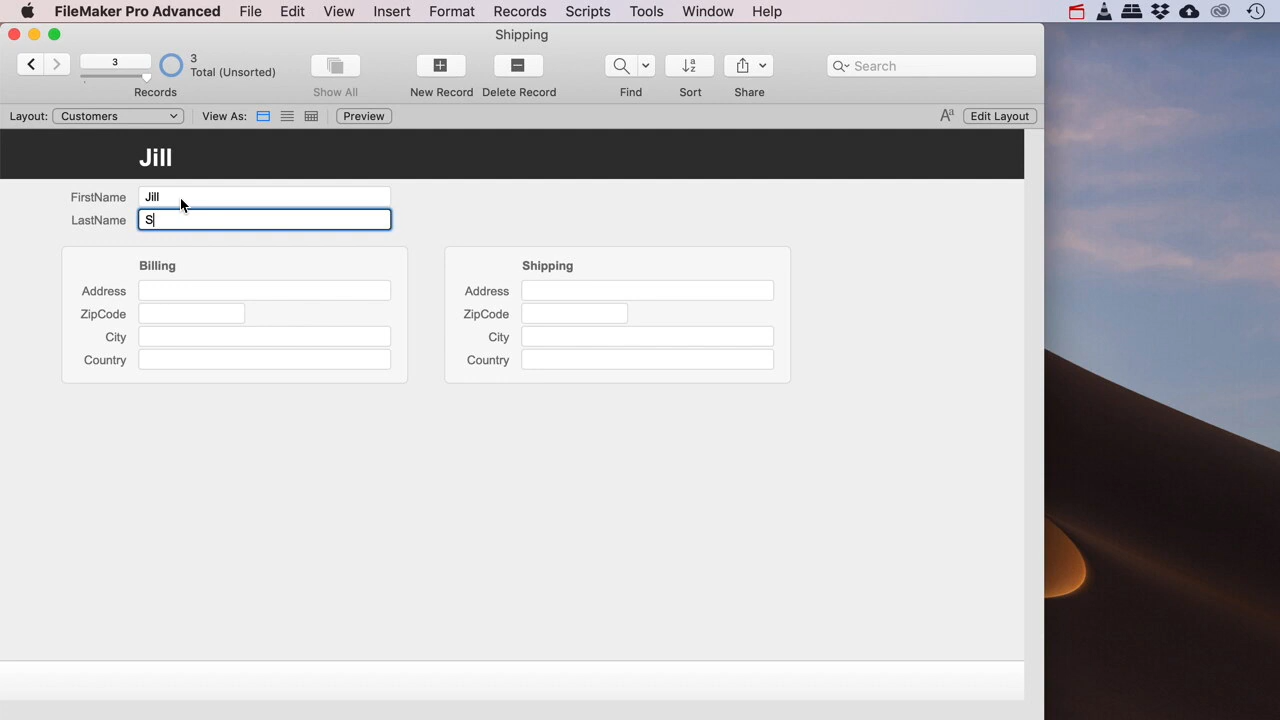 FileMaker Pro Advanced File Edit View Insert Format Records Scripts Tools Window Help
Shipping
3
3
Total (Unsorted)
Search
Records
Show All
New Record
Delete Record
Find
Sort
Share
Layout: Customers View As: Preview Aa Edit Layout
Jill
FirstName Jill
LastName S
Billing
Address
ZipCode
City
Country
Shipping
Address
ZipCode
City
Country